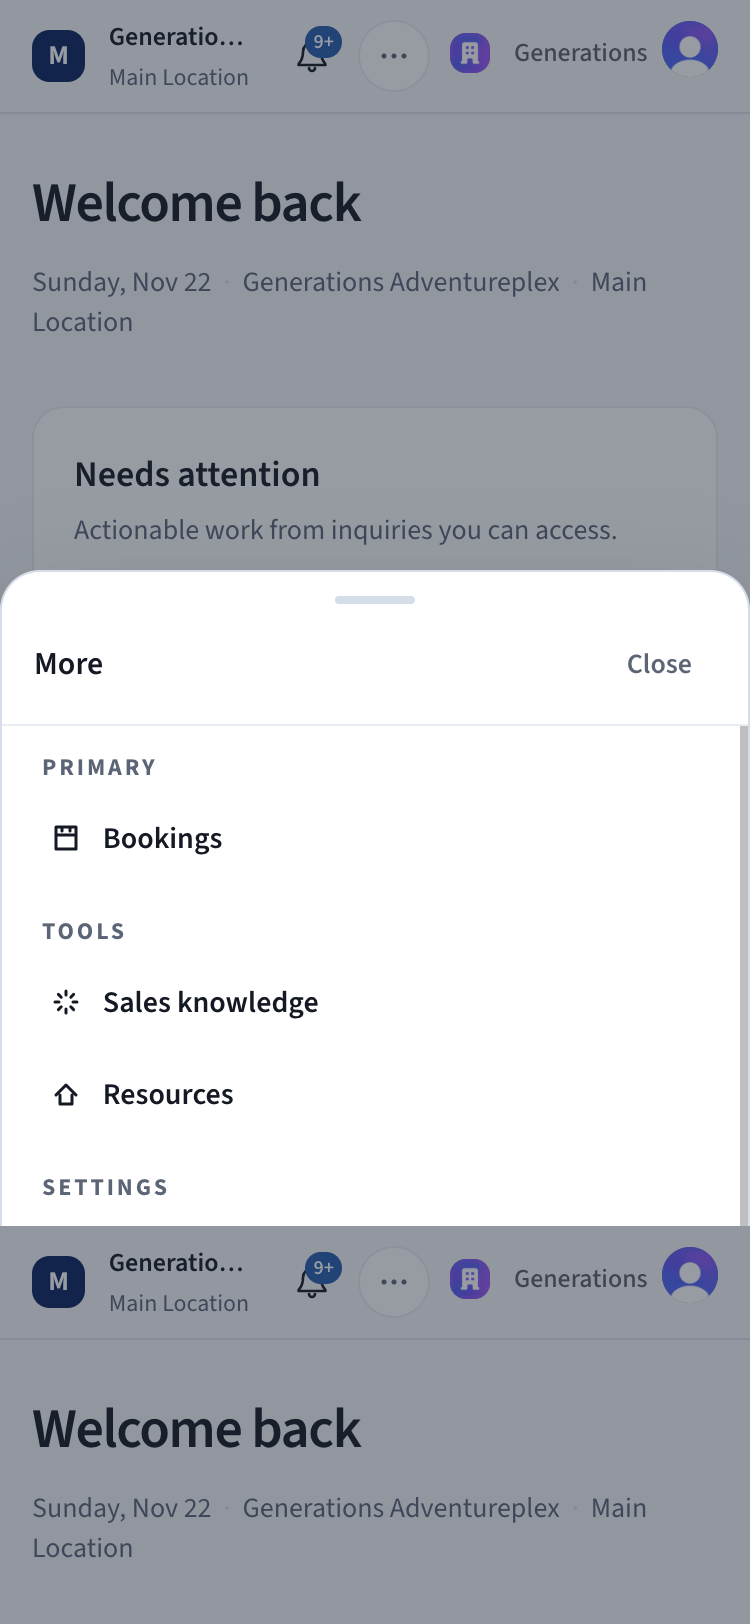 M
Generatio...
Main Location
9+
Generations
Welcome back
Sunday, Nov 22 · Generations Adventureplex · Main
Location
Needs attention
Actionable work from inquiries you can access.
More
Close
PRIMARY
Bookings
TOOLS
Sales knowledge
Resources
SETTINGS
M
Generatio...
Main Location
9+
Generations
Welcome back
Sunday, Nov 22 · Generations Adventureplex · Main
Location